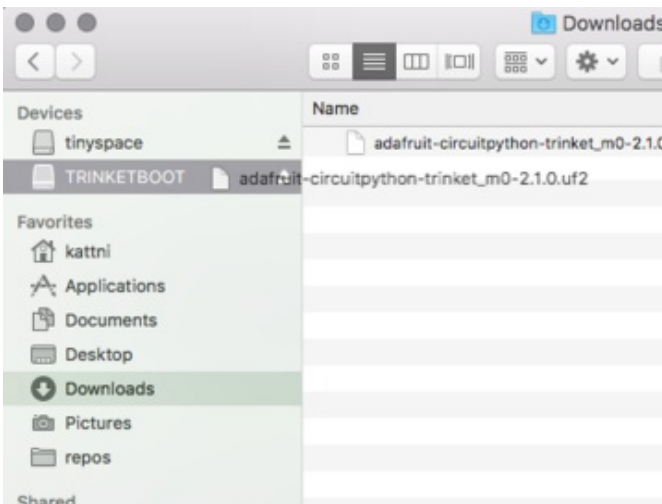 Downloads
Devices
Name
tinyspace
adafruit-circuitpython-trinket_m0-2.1.0
TRINKETBOOT
adafruit-circuitpython-trinket_m0-2.1.0.uf2
Favorites
kattni
Applications
Documents
Desktop
Downloads
Pictures
repos
Shared